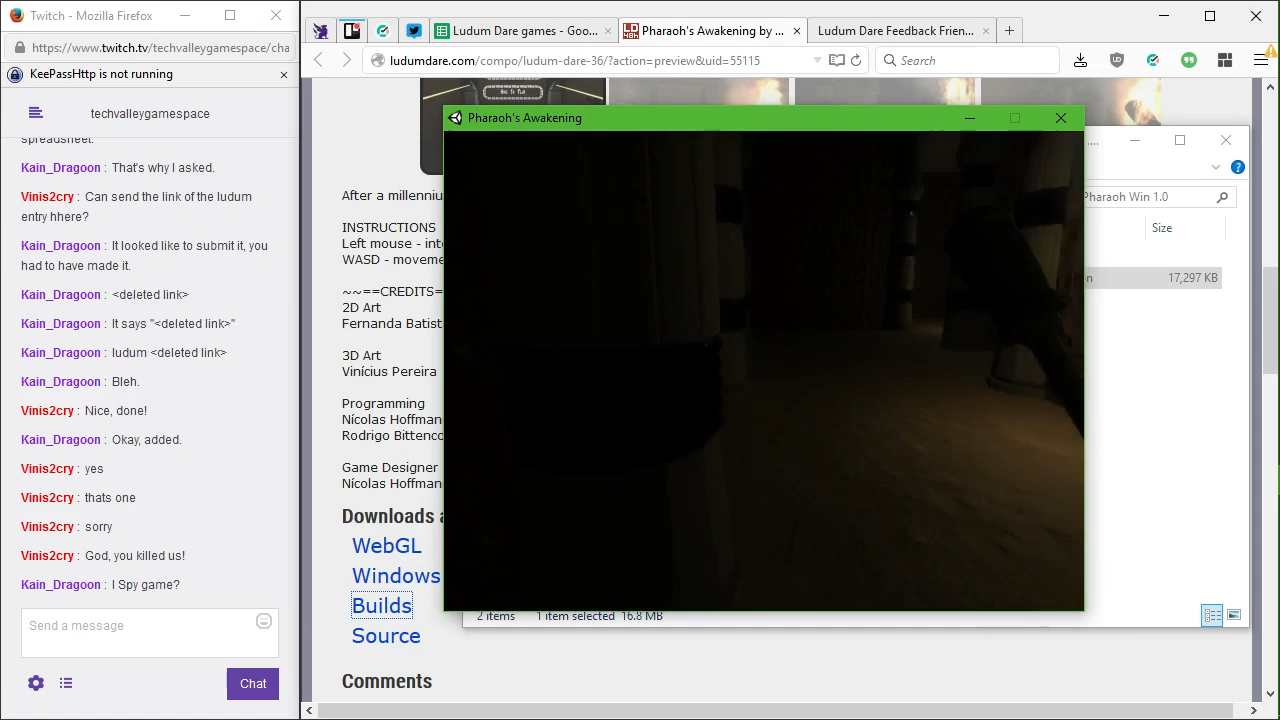 Twitch - Mozilla Firefox
https://www.twitch.tv/techvalleygamespace/cha
KeePassHttp is not running
techvalleygamespace
spreadsheet.
Kain_Dragoon : That's why I asked.
Vinis2cry : Can send the link of the ludum
entry hhere?
Kain_Dragoon : It looked like to submit it, you
had to have made it.
Kain_Dragoon : <deleted link>
Kain_Dragoon : It says "<deleted link>"
Kain_Dragoon : ludum <deleted link>
Kain_Dragoon : Bleh.
Vinis2cry : Nice, done!
Kain_Dragoon : Okay, added.
Vinis2cry : yes
Vinis2cry : thats one
Vinis2cry : sorry
Vinis2cry : God, you killed us!
Kain_Dragoon : I Spy game?
Send a message
Chat
Ludum Dare games - Goo...
Pharaoh's Awakening by ...
Ludum Dare Feedback Frien...
ludumdare.com/compo/ludum-dare-36/?action=preview&uid=55115
Search
Pharaoh's Awakening
....
Pharaoh Win 1.0
Size
17,297 KB
After a millenniu
INSTRUCTIONS
Left mouse - inte
WASD - moveme
~~==CREDITS=
2D Art
Fernanda Batist
3D Art
Vinícius Pereira
Programming
Nícolas Hoffman
Rodrigo Bittenco
Game Designer
Nícolas Hoffman
Downloads a
WebGL
Windows
Builds
Source
2 items
1 item selected 16.8 MB
Comments